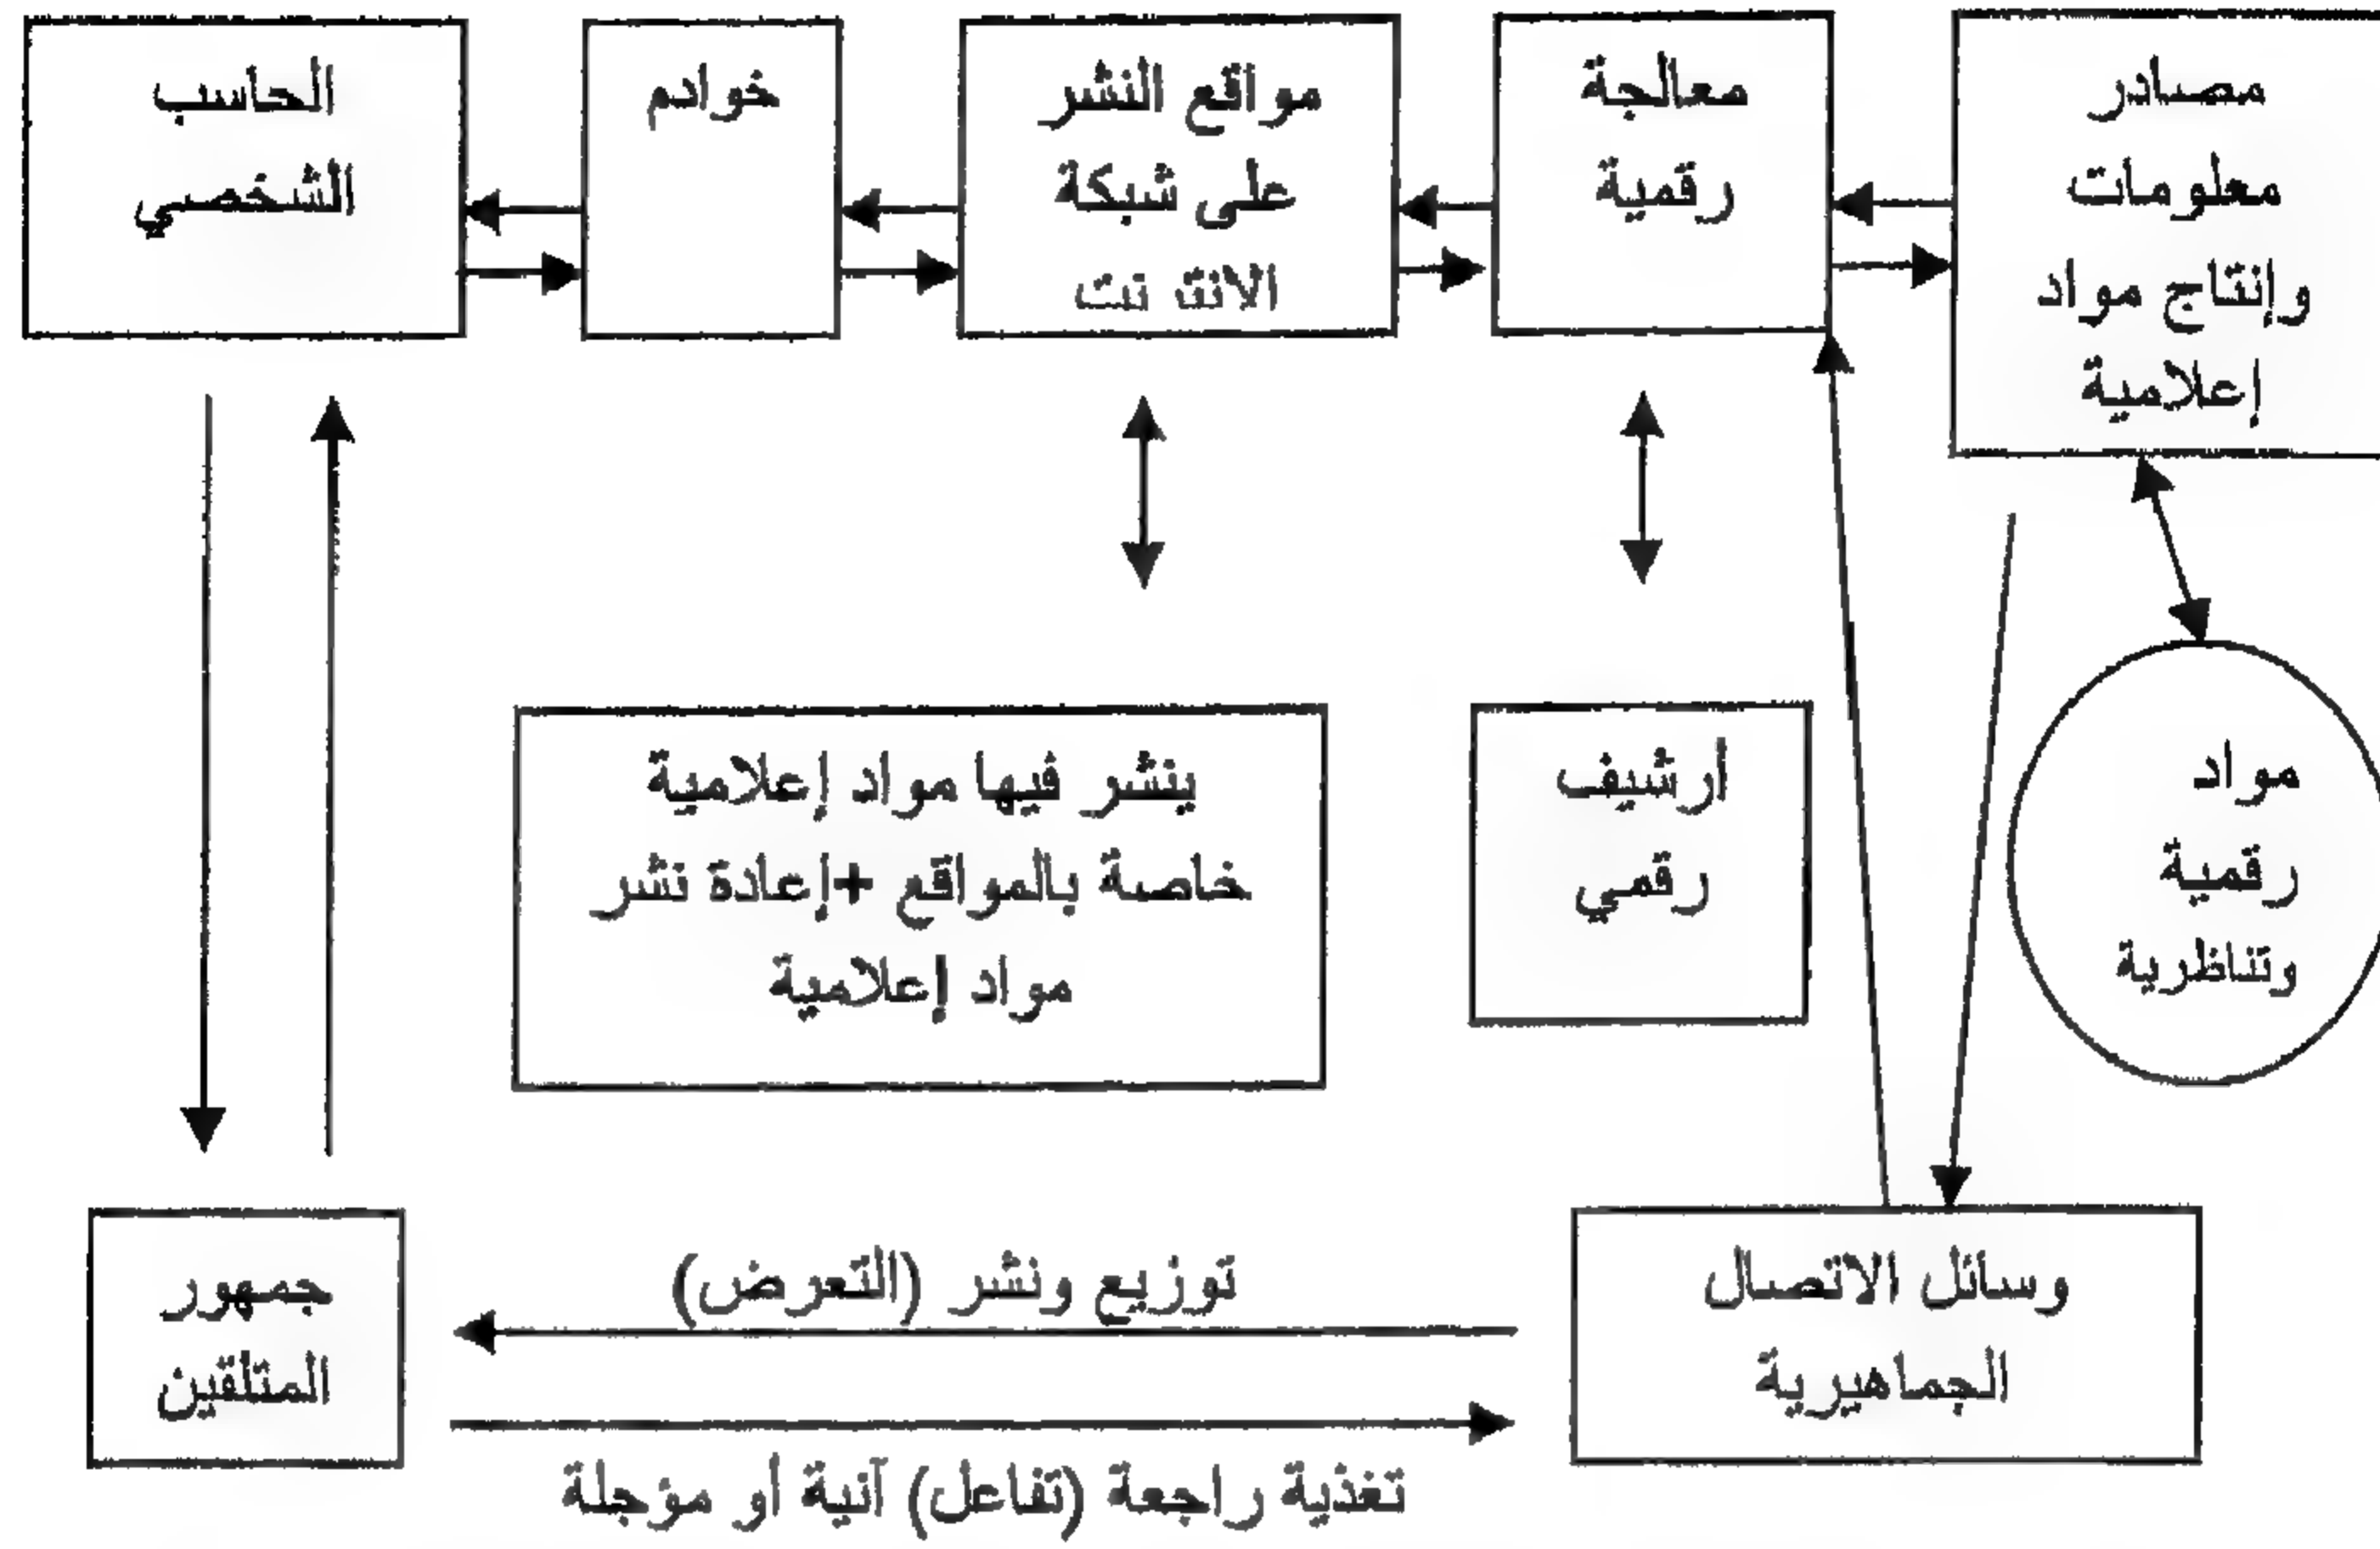 مصادر
معلومات
وإنتاج مواد
إعلامية
معالجة
رقمية
مواقع النشر
على شبكة
خوادم
الحاسب
الشخصي
مواد
رقمية
وتناظرية
أرشيف
رقمي
ينشر فيها مواد إعلامية
خاصة بالمواقع +إعادة نشر
مواد إعلامية
وسائل الاتصال
الجماهيرية
توزيع ونشر (التعرض)
تغذية راجعة (تفاعل) آنية أو مؤجلة
جمهور
المتلقين